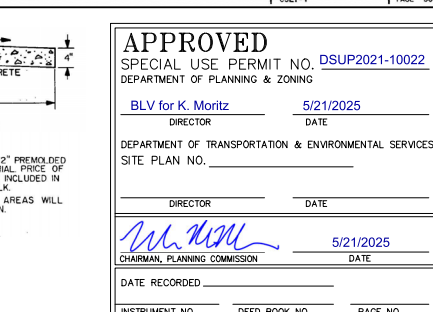 4"
RETE
2" PREMOLDED
IAL. PRICE OF
INCLUDED IN
LK.
AREAS WILL
N.
APPROVED
SPECIAL USE PERMIT NO. DSUP2021-10022
DEPARTMENT OF PLANNING & ZONING
BLV for K. Moritz 5/21/2025
DIRECTOR DATE
DEPARTMENT OF TRANSPORTATION & ENVIRONMENTAL SERVICES
SITE PLAN NO.
DIRECTOR DATE
5/21/2025
CHAIRMAN, PLANNING COMMISSION DATE
DATE RECORDED
INSTRUMENT NO. DEED BOOK NO. PAGE NO.